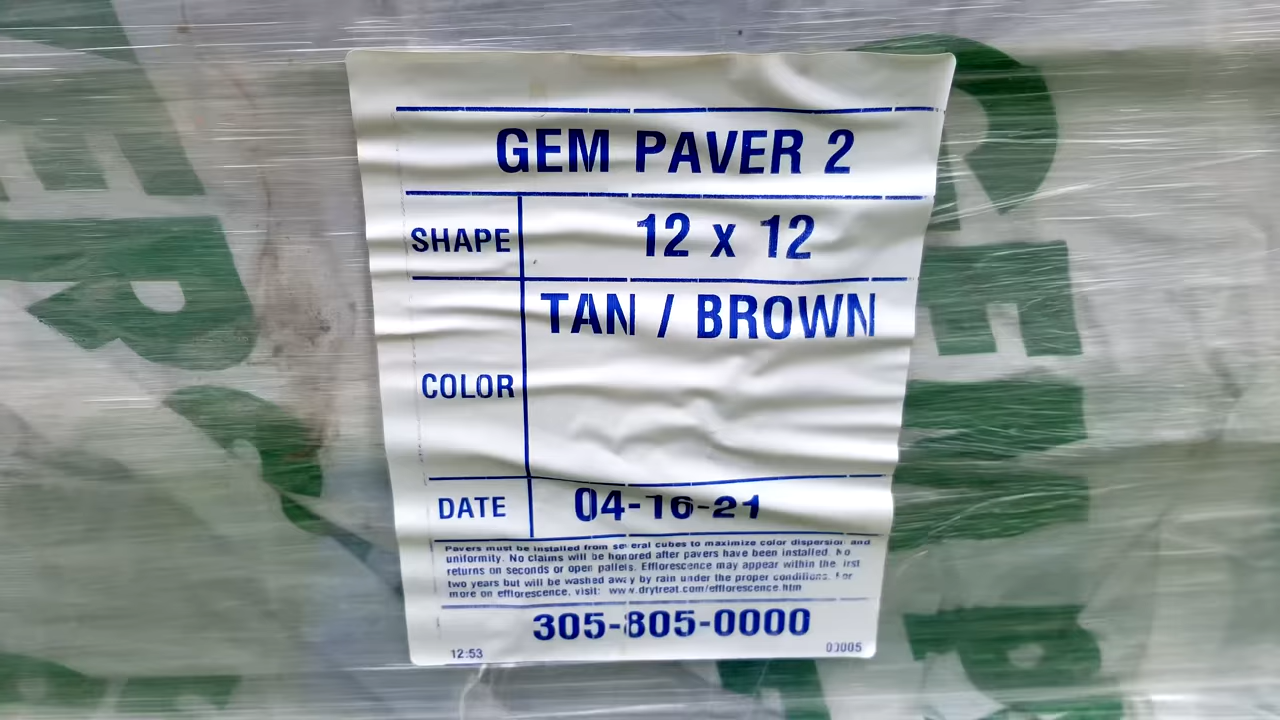 GEM PAVER 2
SHAPE 12 x 12
TAN / BROWN
COLOR
DATE 04-16-21
Pavers must be installed from several cubes to maximize color dispersion and
uniformity. No claims will be honored after pavers have been installed. No
returns on seconds or open pallets. Efflorescence may appear within the first
two years but will be washed away by rain under the proper conditions. For
more on efflorescence, visit: www.drytreat.com/efflorescence.htm
305-805-0000
12:53 00005